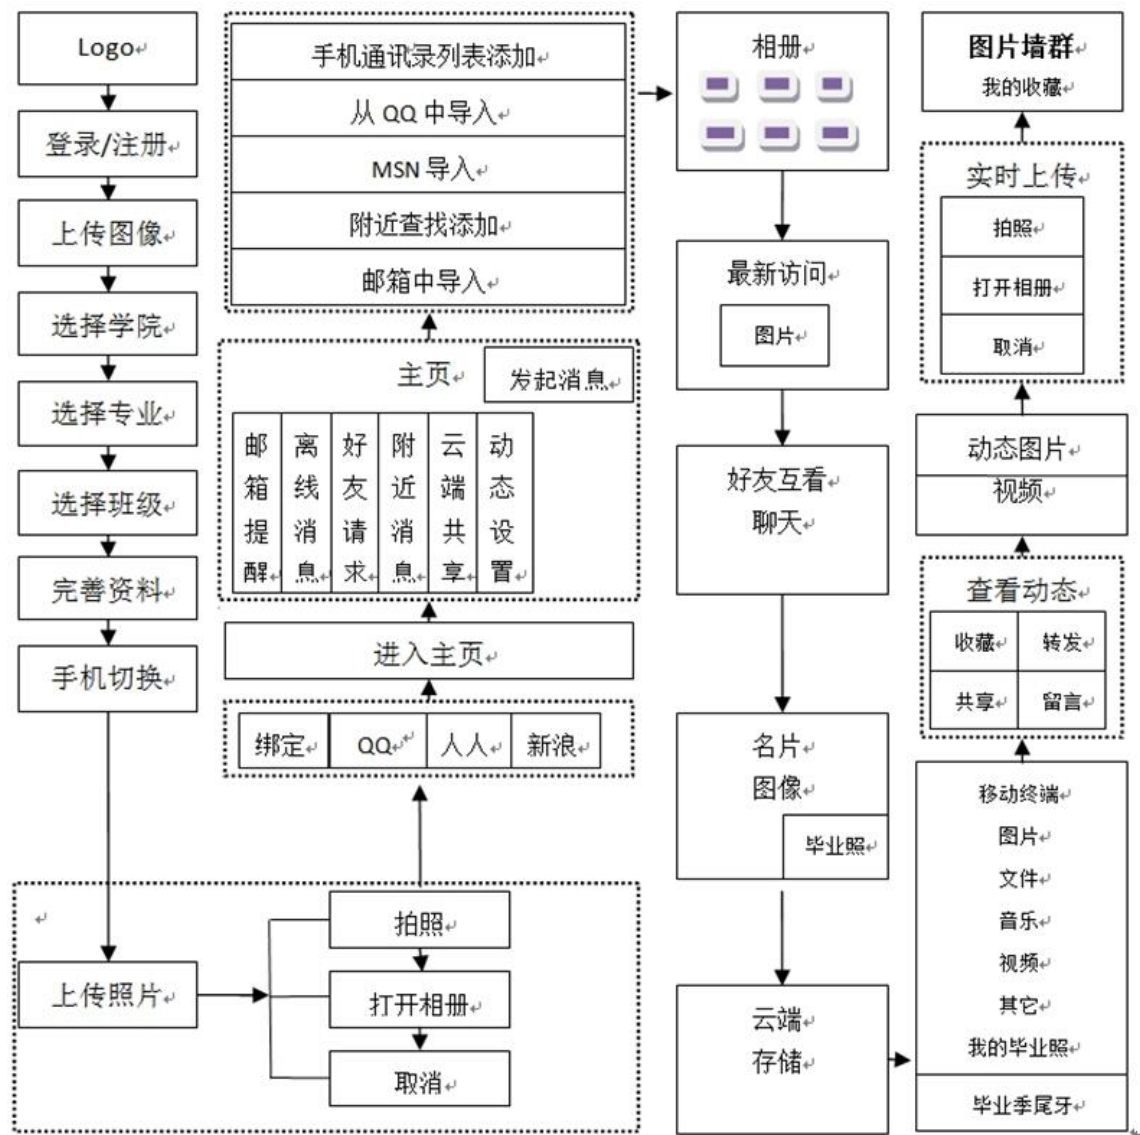 Logo
登录/注册
上传图像
选择学院
选择专业
选择班级
完善资料
手机切换
上传照片
拍照
打开相册
取消
绑定
QQ
人人
新浪
进入主页
主页
发起消息
邮箱提醒
离线消息
好友请求
附近消息
云端共享
动态设置
手机通讯录列表添加
从 QQ 中导入
MSN 导入
附近查找添加
邮箱中导入
相册
最新访问
图片
好友互看
聊天
名片
图像
毕业照
云端
存储
移动终端
图片
文件
音乐
视频
其它
我的毕业照
毕业季尾牙
查看动态
收藏
转发
共享
留言
动态图片
视频
实时上传
拍照
打开相册
取消
图片墙群
我的收藏